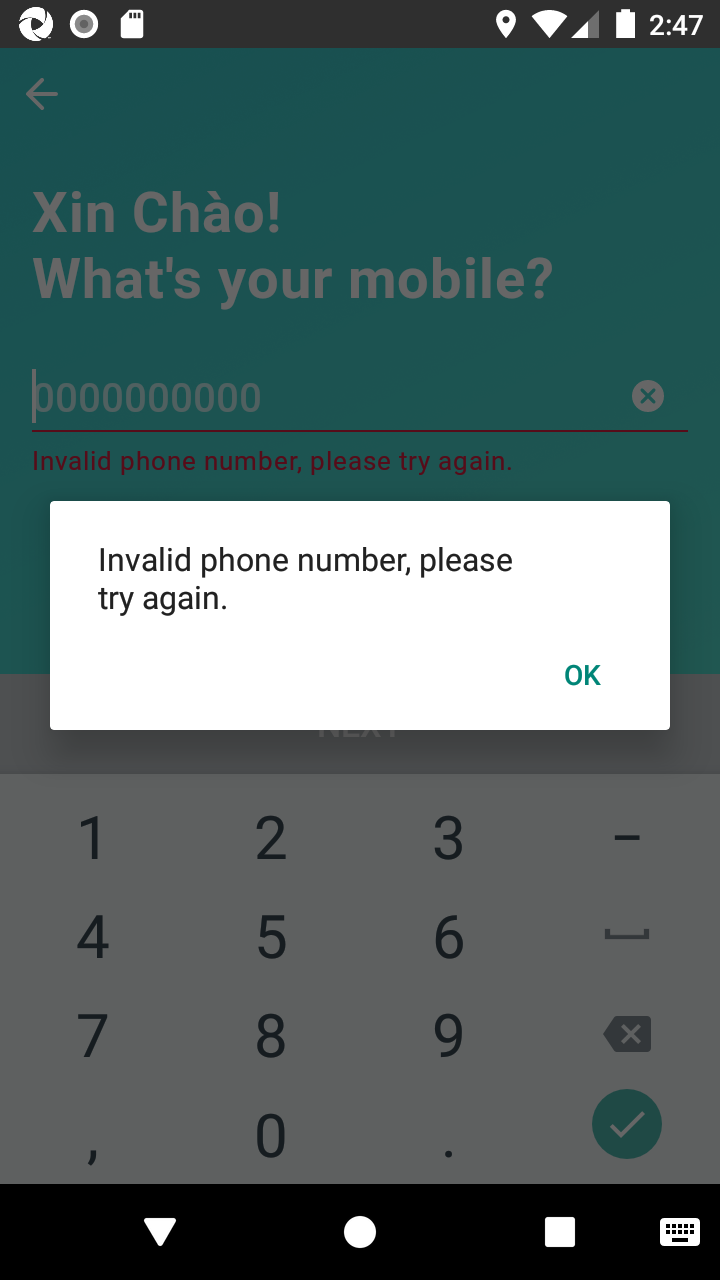 2:47
Xin Chào!
What's your mobile?
0000000000
Invalid phone number, please try again.
Invalid phone number, please
try again.
OK
NEXT
1 2 3 –
4 5 6
7 8 9
, 0 .